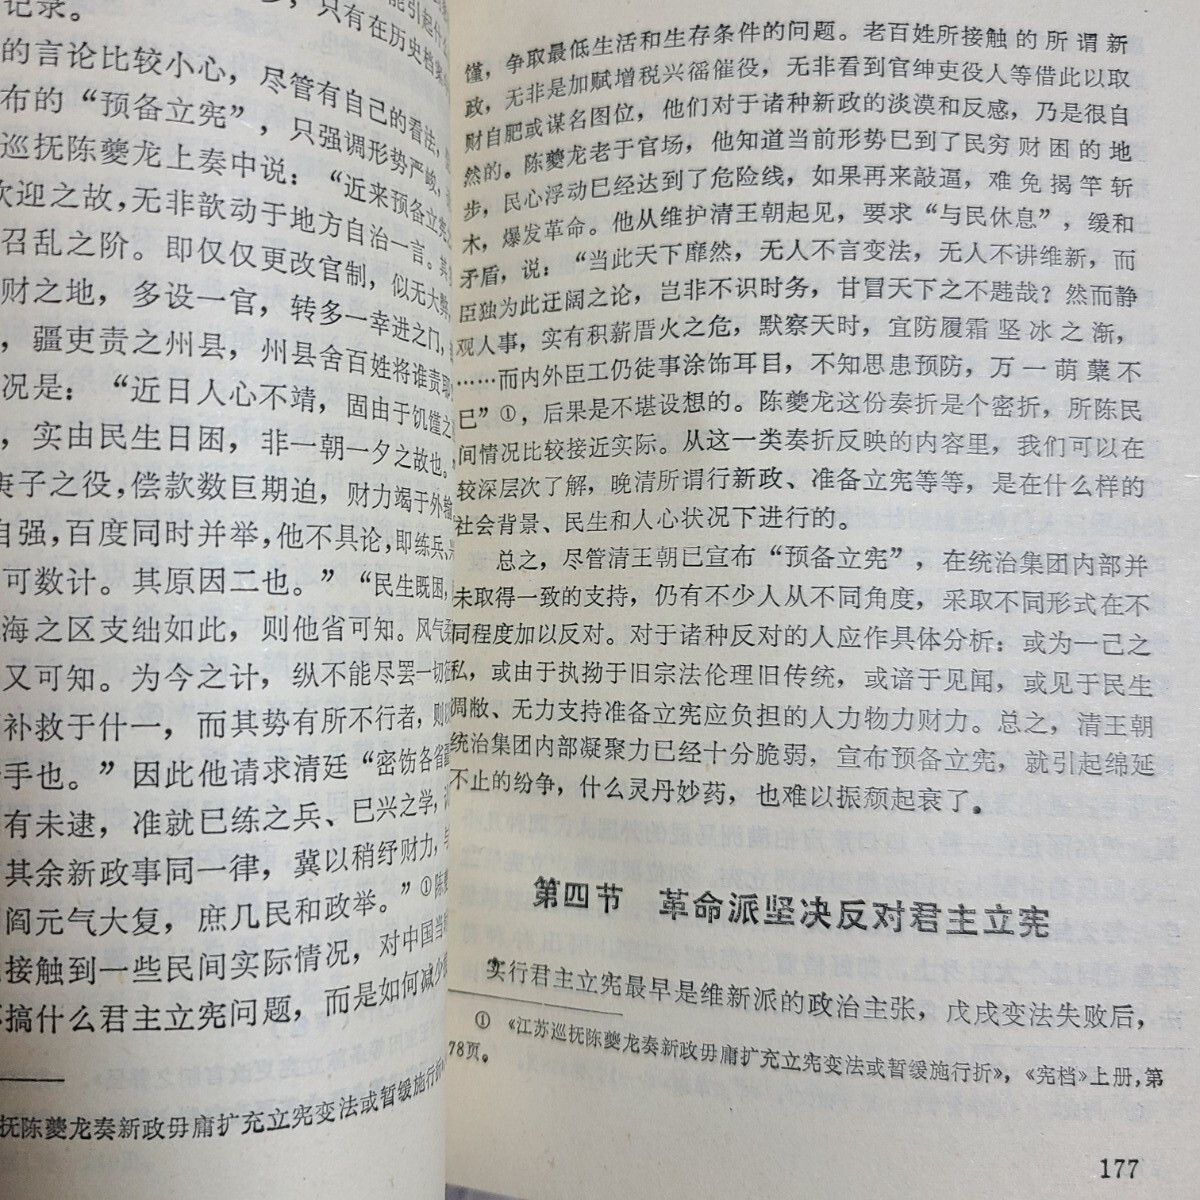 记录。
，只有在历史档案
的言论比较小心，尽管有自己的看法，
布的“预备立宪”，只强调形势严峻，
巡抚陈夔龙上奏中说：“近来预备立宪
欢迎之故，无非歆动于地方自治一言。其
召乱之阶。即仅仅更改官制，似无大弊，
财之地，多设一官，转多一幸进之门，
，疆吏责之州县，州县舍百姓将谁责耶
况是：“近日人心不靖，固由于饥馑之
，实由民生日困，非一朝一夕之故也。
庚子之役，偿款数巨期迫，财力竭于外输
自强，百度同时并举，他不具论，即练兵、兴
可数计。其原因二也。”“民生既困，
海之区支绌如此，则他省可知。风气
又可知。为今之计，纵不能尽罢一切
补救于什一，而其势有所不行者，则
手也。”因此他请求清廷“密饬各省
有未逮，准就已练之兵、已兴之学，
其余新政事同一律，冀以稍纾财力，与
阎元气大复，庶几民和政举。”①陈夔
接触到一些民间实际情况，对中国当
搞什么君主立宪问题，而是如何减少
抚陈夔龙奏新政毋庸扩充立宪变法或暂缓施行折
馑，争取最低生活和生存条件的问题。老百姓所接触的所谓新
政，无非是加赋增税兴徭催役，无非看到官绅吏役人等借此以取
财自肥或谋名图位，他们对于诸种新政的淡漠和反感，乃是很自
然的。陈夔龙老于官场，他知道当前形势已到了民穷财困的地
步，民心浮动已经达到了危险线，如果再来敲逼，难免揭竿斩
木，爆发革命。他从维护清王朝起见，要求“与民休息”，缓和
矛盾，说：“当此天下靡然，无人不言变法，无人不讲维新，而
臣独为此迂阔之论，岂非不识时务，甘冒天下之不韪哉？然而静
观人事，实有积薪厝火之危，默察天时，宜防履霜坚冰之渐，
……而内外臣工仍徒事涂饰耳目，不知思患预防，万一萌蘖不
已”①，后果是不堪设想的。陈夔龙这份奏折是个密折，所陈民
间情况比较接近实际。从这一类奏折反映的内容里，我们可以在
较深层次了解，晚清所谓行新政、准备立宪等等，是在什么样的
社会背景、民生和人心状况下进行的。
总之，尽管清王朝已宣布“预备立宪”，在统治集团内部并
未取得一致的支持，仍有不少人从不同角度，采取不同形式在不
同程度加以反对。对于诸种反对的人应作具体分析：或为一己之
私，或由于执拗于旧宗法伦理旧传统，或谙于见闻，或见于民生
凋敝、无力支持准备立宪应负担的人力物力财力。总之，清王朝
统治集团内部凝聚力已经十分脆弱，宣布预备立宪，就引起绵延
不止的纷争，什么灵丹妙药，也难以振颓起衰了。
第四节 革命派坚决反对君主立宪
实行君主立宪最早是维新派的政治主张，戊戌变法失败后，
① 《江苏巡抚陈夔龙奏新政毋庸扩充立宪变法或暂缓施行折》，《宪档》上册，第
78页。
177